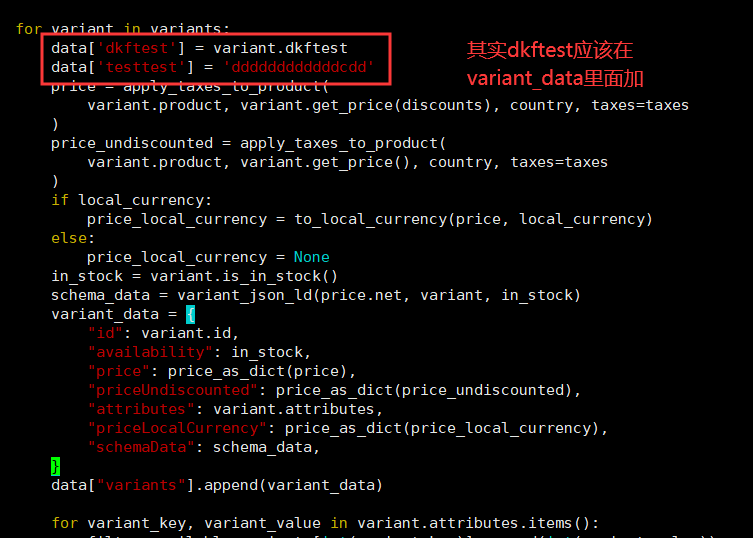 for variant in variants:
data['dkftest'] = variant.dkftest
data['testtest'] = 'ddddddddddddcdd'
其实dkftest应该在
variant_data里面加
price = apply_taxes_to_product(
variant.product, variant.get_price(discounts), country, taxes=taxes
)
price_undiscounted = apply_taxes_to_product(
variant.product, variant.get_price(), country, taxes=taxes
)
if local_currency:
price_local_currency = to_local_currency(price, local_currency)
else:
price_local_currency = None
in_stock = variant.is_in_stock()
schema_data = variant_json_ld(price.net, variant, in_stock)
variant_data = {
"id": variant.id,
"availability": in_stock,
"price": price_as_dict(price),
"priceUndiscounted": price_as_dict(price_undiscounted),
"attributes": variant.attributes,
"priceLocalCurrency": price_as_dict(price_local_currency),
"schemaData": schema_data,
}
data["variants"].append(variant_data)
for variant_key, variant_value in variant.attributes.items():